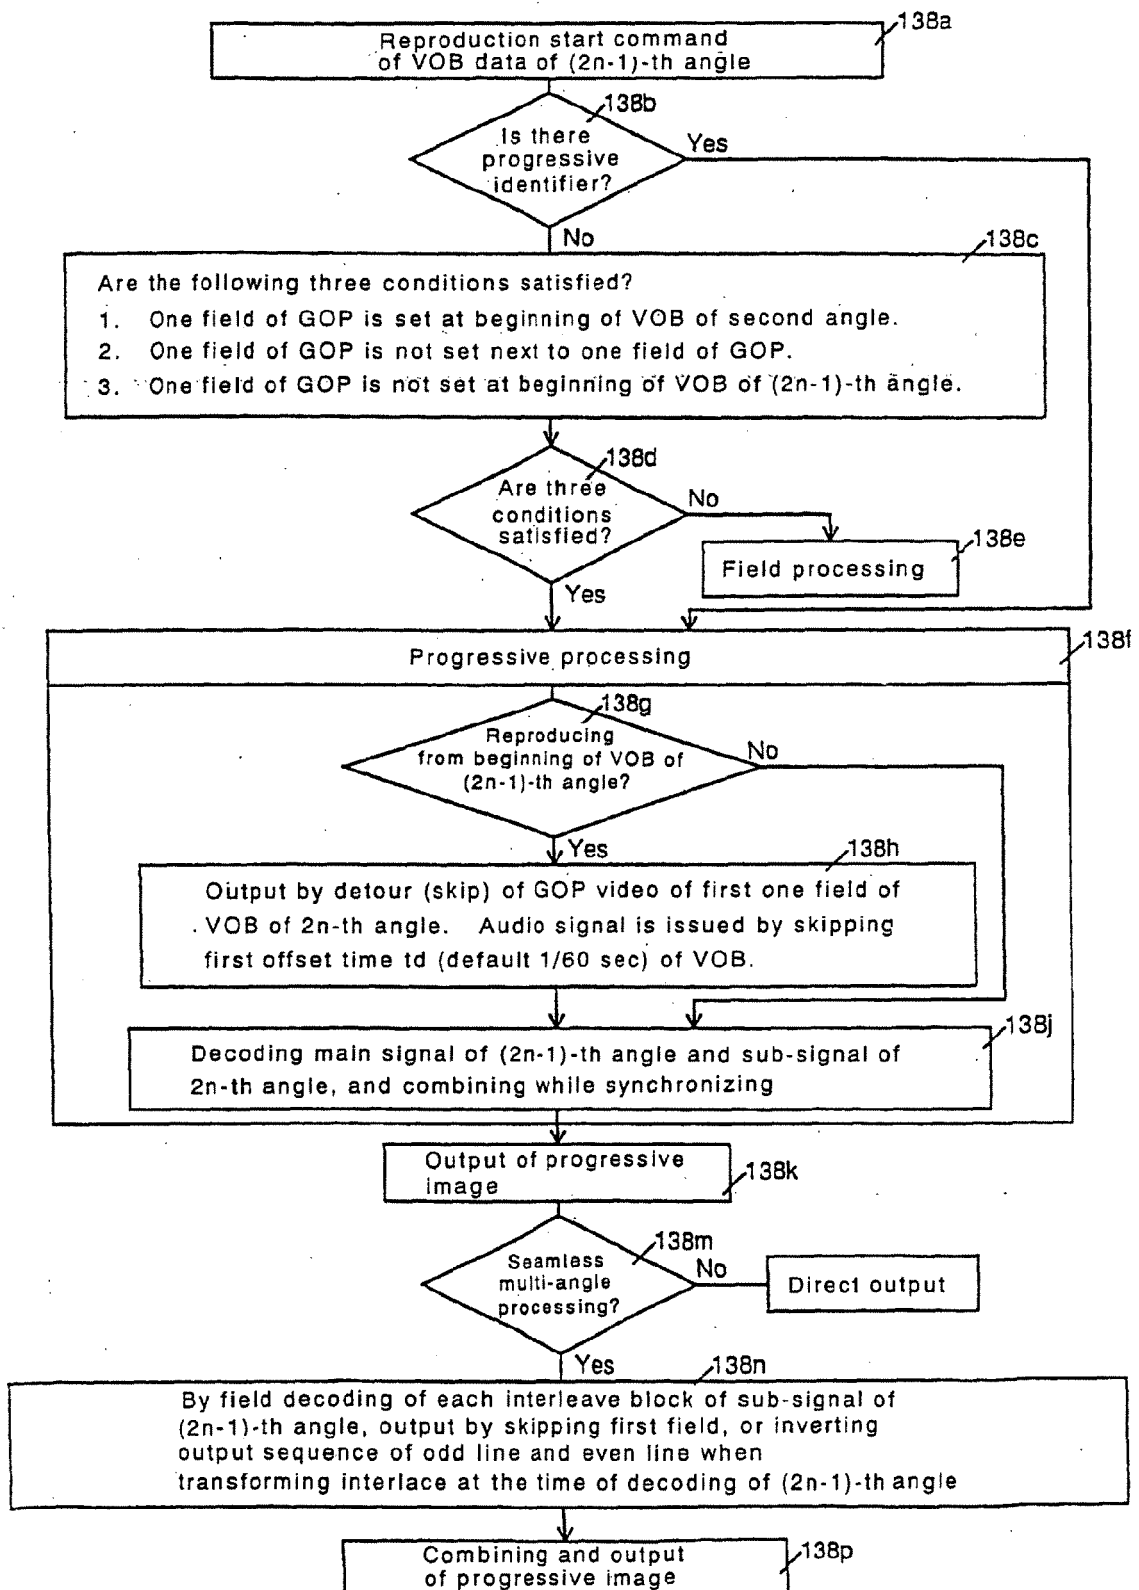 138a
Reproduction start command
of VOB data of (2n-1)-th angle
138b
Is there
progressive
identifier?
Yes
No
138c
Are the following three conditions satisfied?
1. One field of GOP is set at beginning of VOB of second angle.
2. One field of GOP is not set next to one field of GOP.
3. One field of GOP is not set at beginning of VOB of (2n-1)-th angle.
138d
Are three
conditions
satisfied?
No
138e
Field processing
Yes
138f
Progressive processing
138g
Reproducing
from beginning of VOB of
(2n-1)-th angle?
No
Yes
138h
Output by detour (skip) of GOP video of first one field of
VOB of 2n-th angle. Audio signal is issued by skipping
first offset time td (default 1/60 sec) of VOB.
138j
Decoding main signal of (2n-1)-th angle and sub-signal of
2n-th angle, and combining while synchronizing
Output of progressive
image
138k
138m
Seamless
multi-angle
processing?
No
Direct output
Yes
138n
By field decoding of each interleave block of sub-signal of
(2n-1)-th angle, output by skipping first field, or inverting
output sequence of odd line and even line when
transforming interlace at the time of decoding of (2n-1)-th angle
Combining and output
of progressive image
138p